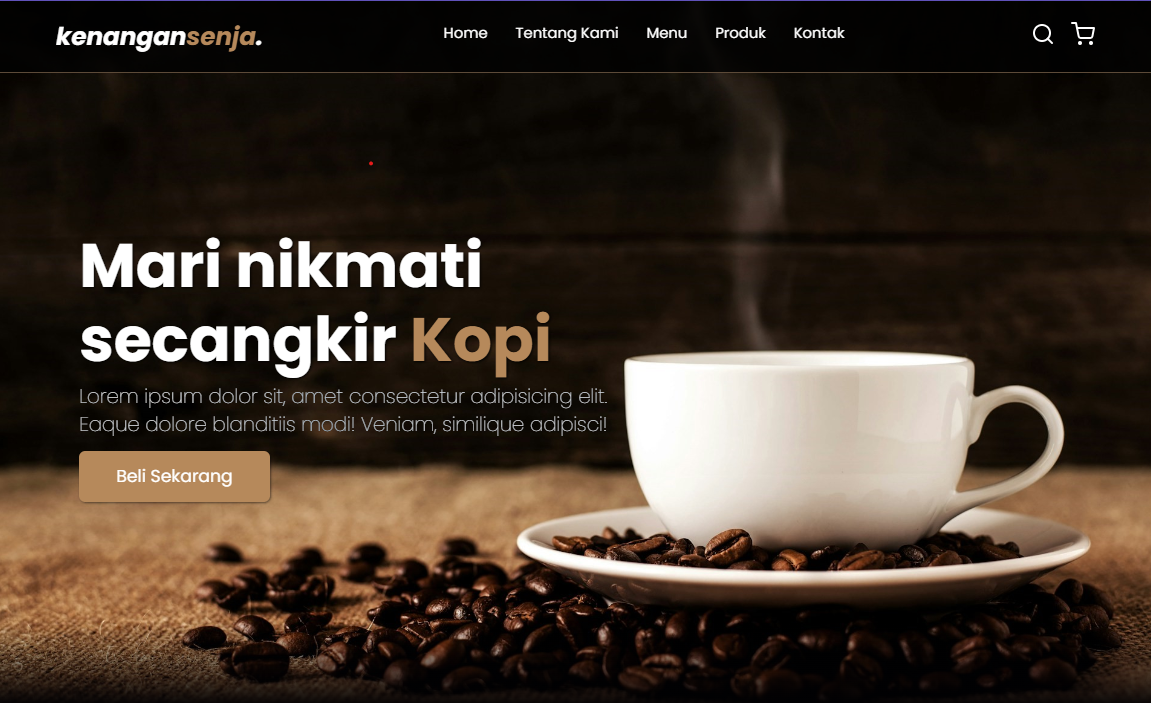 kenangansenja.
Home Tentang Kami Menu Produk Kontak
Mari nikmati
secangkir Kopi
Lorem ipsum dolor sit, amet consectetur adipisicing elit.
Eaque dolore blanditiis modi! Veniam, similique adipisci!
Beli Sekarang